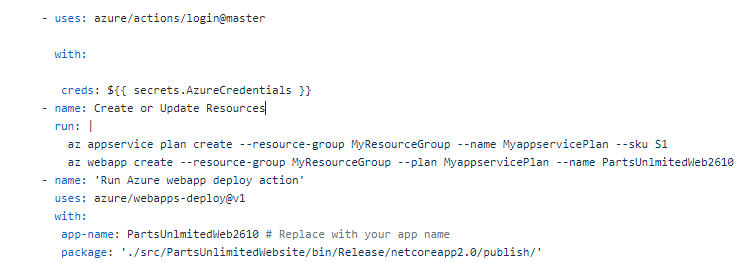 - uses: azure/actions/login@master
with:
creds: ${{ secrets.AzureCredentials }}
- name: Create or Update Resources
run: |
az appservice plan create --resource-group MyResourceGroup --name MyappservicePlan --sku S1
az webapp create --resource-group MyResourceGroup --plan MyappservicePlan --name PartsUnlmitedWeb2610
- name: 'Run Azure webapp deploy action'
uses: azure/webapps-deploy@v1
with:
app-name: PartsUnlmitedWeb2610 # Replace with your app name
package: './src/PartsUnlimitedWebsite/bin/Release/netcoreapp2.0/publish/'